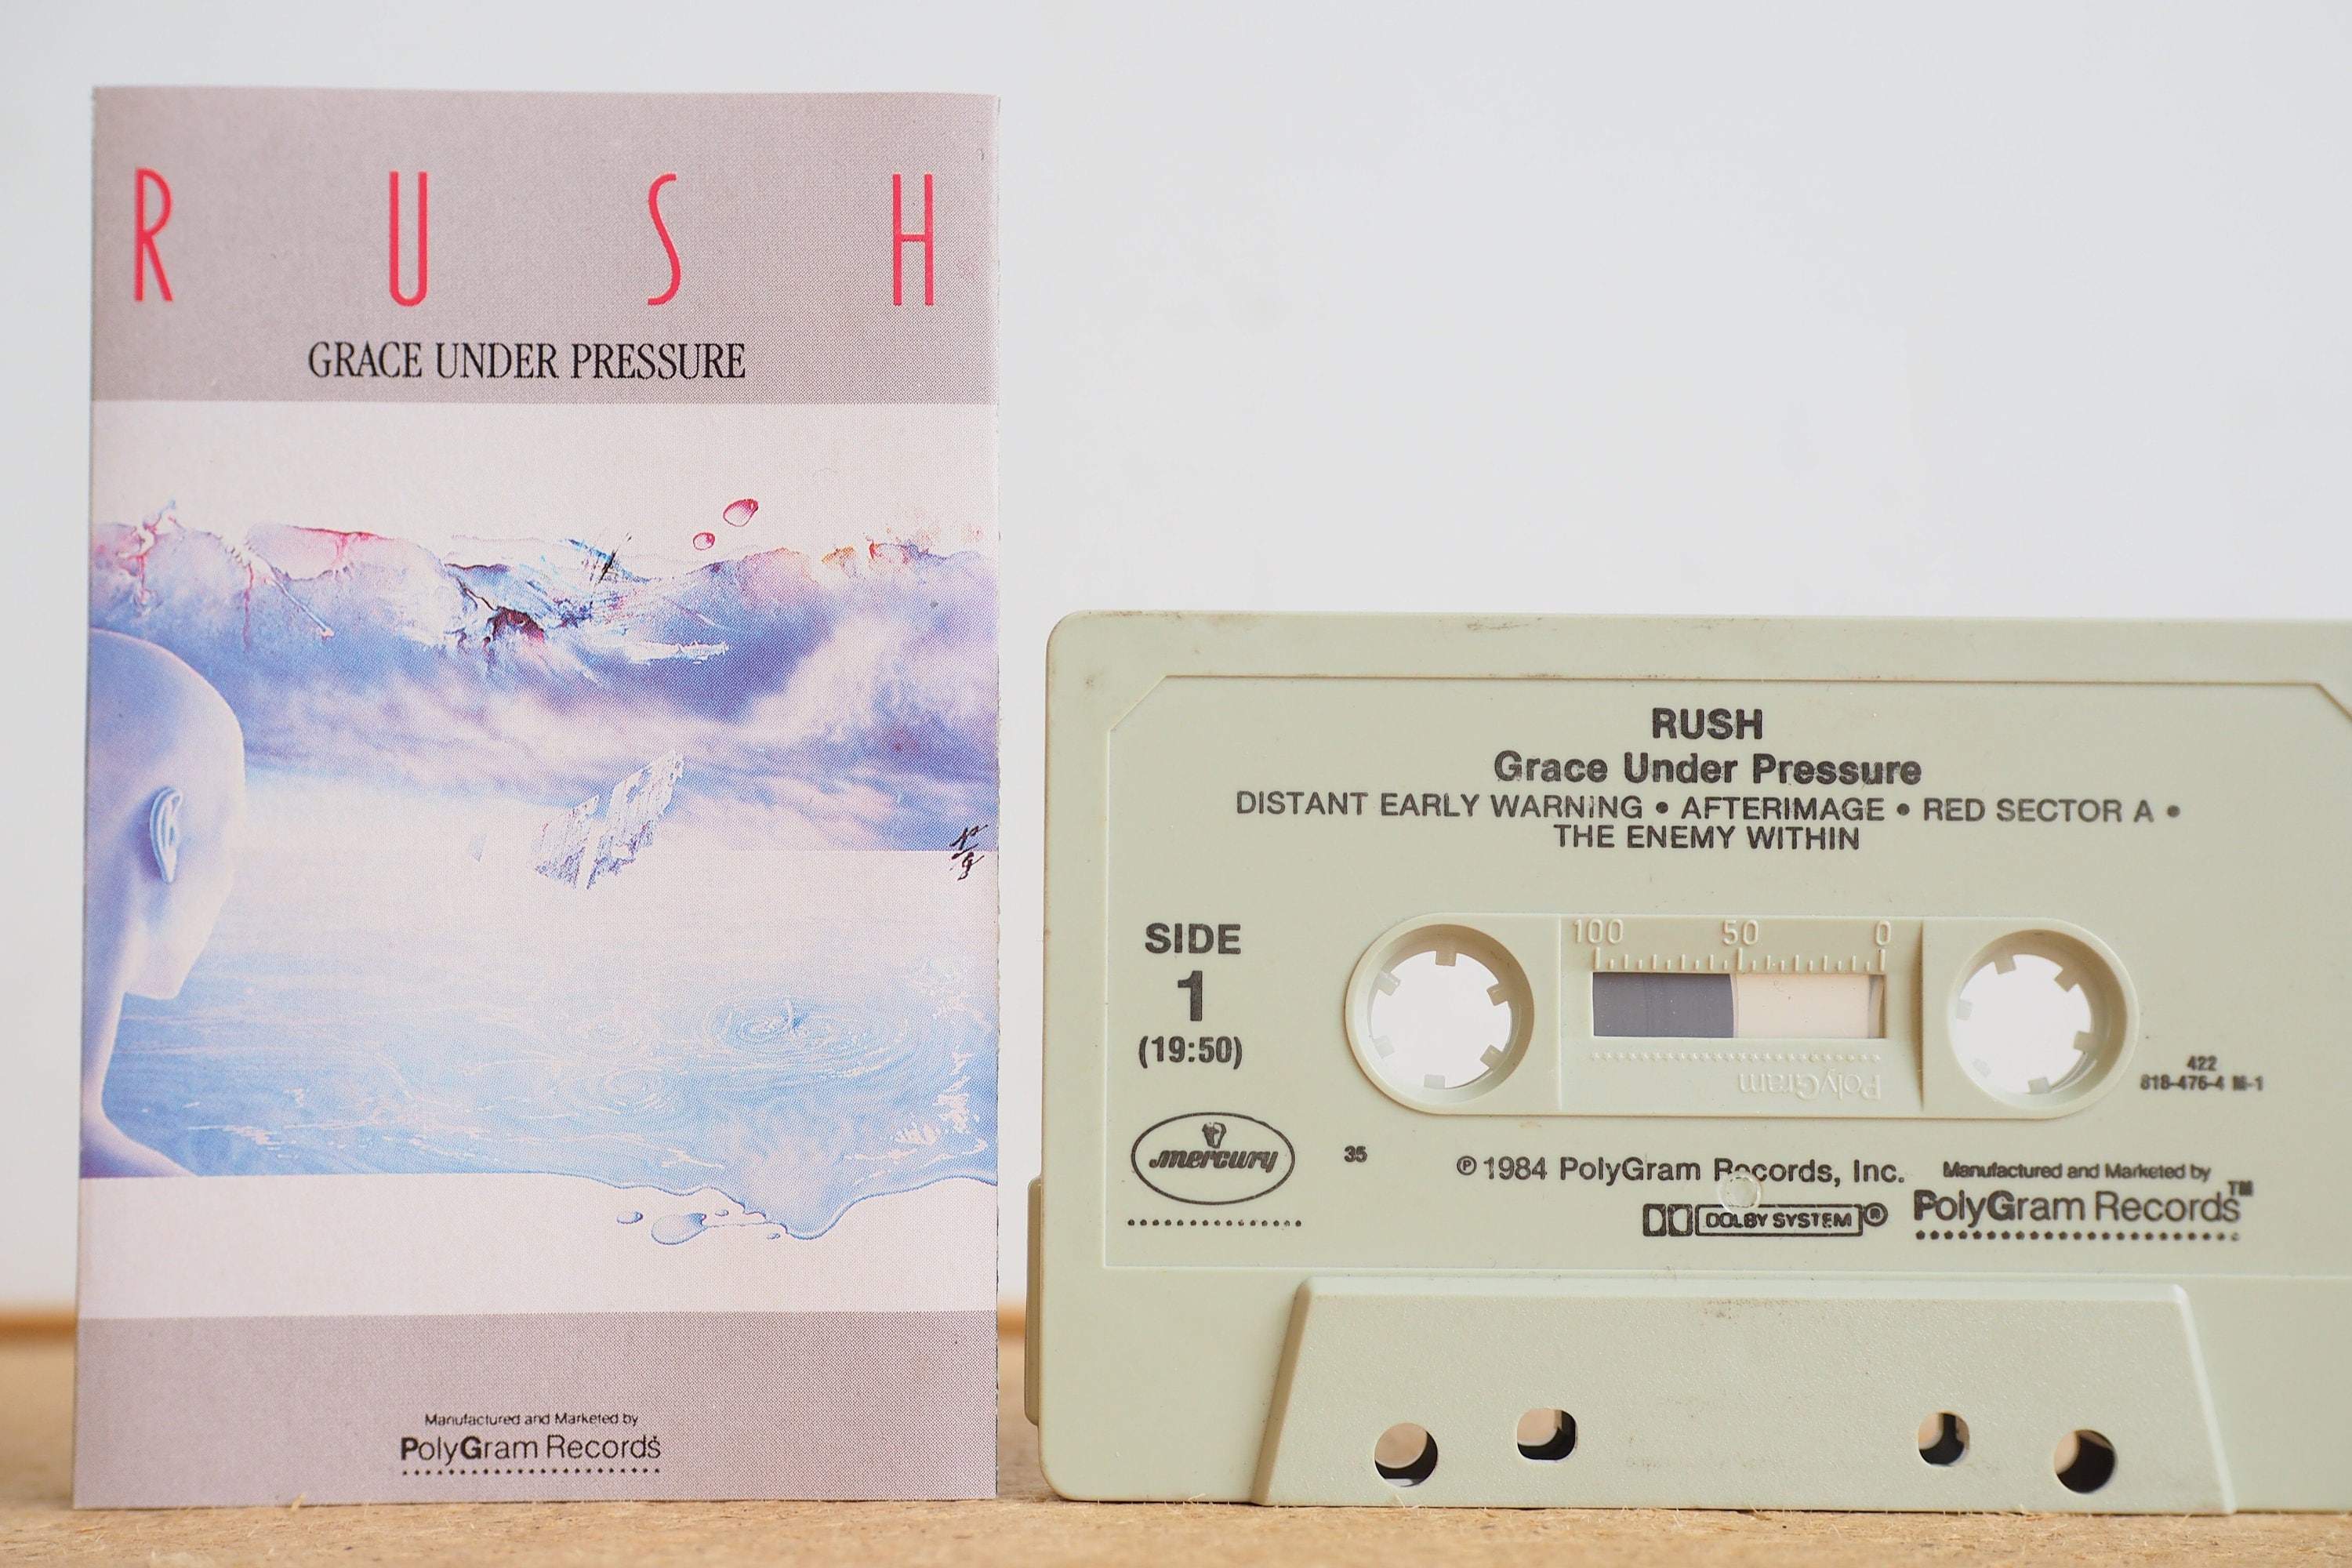 R U S H
GRACE UNDER PRESSURE
p/g
Manufactured and Marketed by
PolyGram Records
RUSH
Grace Under Pressure
DISTANT EARLY WARNING • AFTERIMAGE • RED SECTOR A •
THE ENEMY WITHIN
SIDE
1
(19:50)
100 50 0
PolyGram
422
818-476-4 M-1
mercury
35
℗ 1984 PolyGram Records, Inc.
DOLBY SYSTEM®
Manufactured and Marketed by
PolyGram Records™